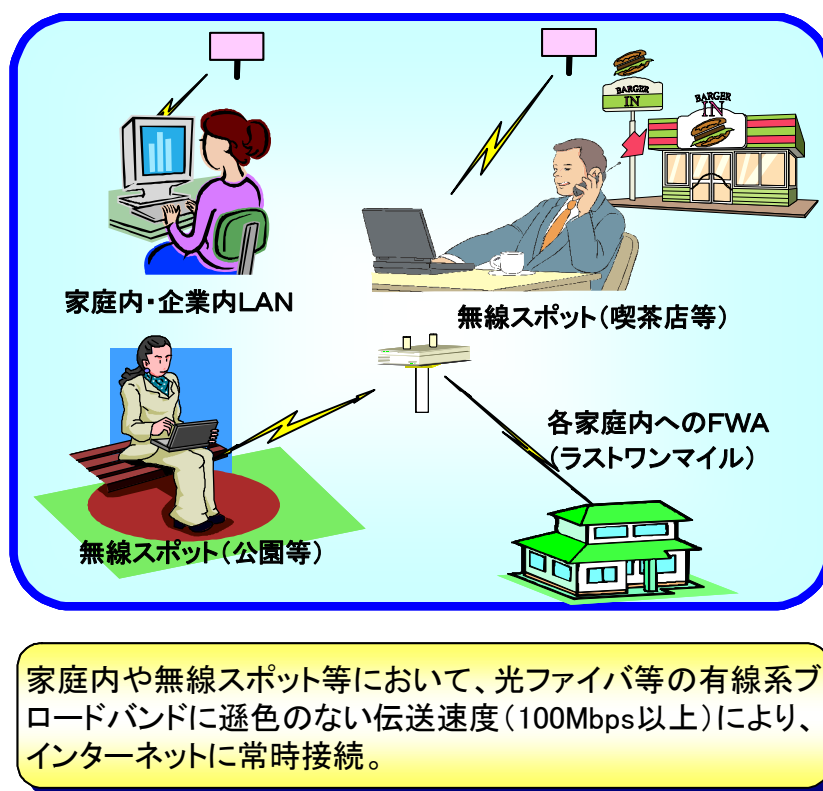 BARGER
IN
BARGER
IN
家庭内・企業内LAN
無線スポット(喫茶店等)
各家庭内へのFWA
(ラストワンマイル)
無線スポット(公園等)
家庭内や無線スポット等において、光ファイバ等の有線系ブ
ロードバンドに遜色のない伝送速度(100Mbps以上)により、
インターネットに常時接続。